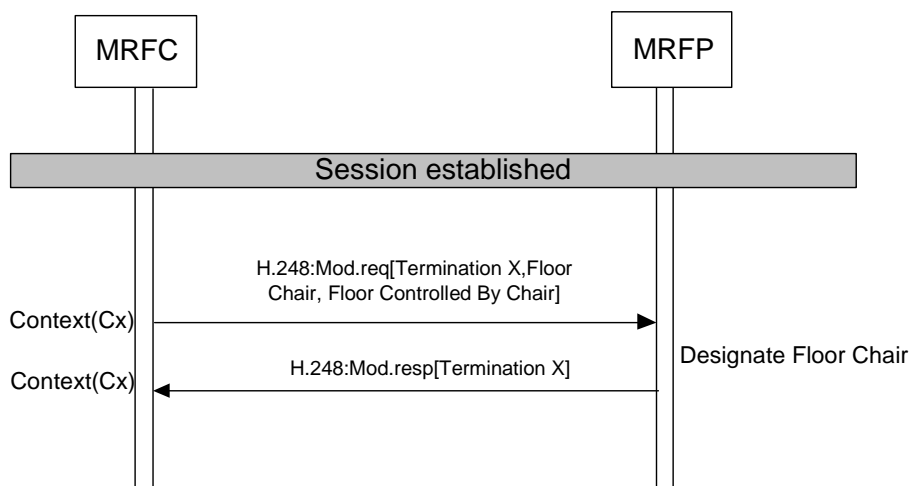 MRFC
MRFP
Session established
H.248:Mod.req[Termination X,Floor
Chair, Floor Controlled By Chair]
Context(Cx)
Designate Floor Chair
H.248:Mod.resp[Termination X]
Context(Cx)